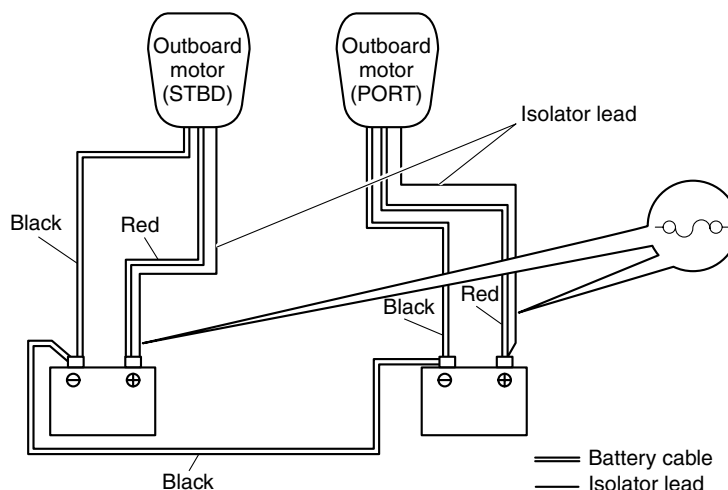 Outboard
motor
(STBD)
Outboard
motor
(PORT)
Isolator lead
Black
Red
Black
Red
⊖
⊕
⊖
⊕
Black
Battery cable
Isolator lead